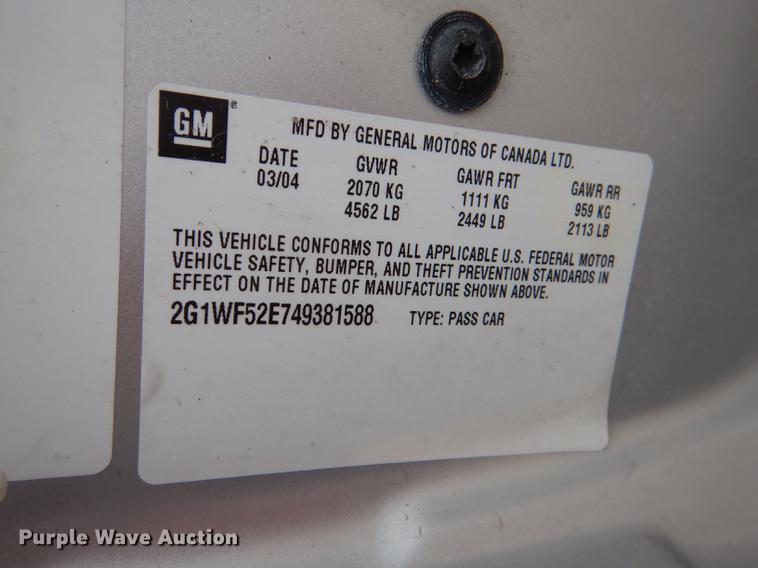 GM®
MFD BY GENERAL MOTORS OF CANADA LTD.
DATE GVWR GAWR FRT GAWR RR
03/04 2070 KG 1111 KG 959 KG
4562 LB 2449 LB 2113 LB
THIS VEHICLE CONFORMS TO ALL APPLICABLE U.S. FEDERAL MOTOR
VEHICLE SAFETY, BUMPER, AND THEFT PREVENTION STANDARDS IN
EFFECT ON THE DATE OF MANUFACTURE SHOWN ABOVE.
2G1WF52E749381588 TYPE: PASS CAR
Purple Wave Auction